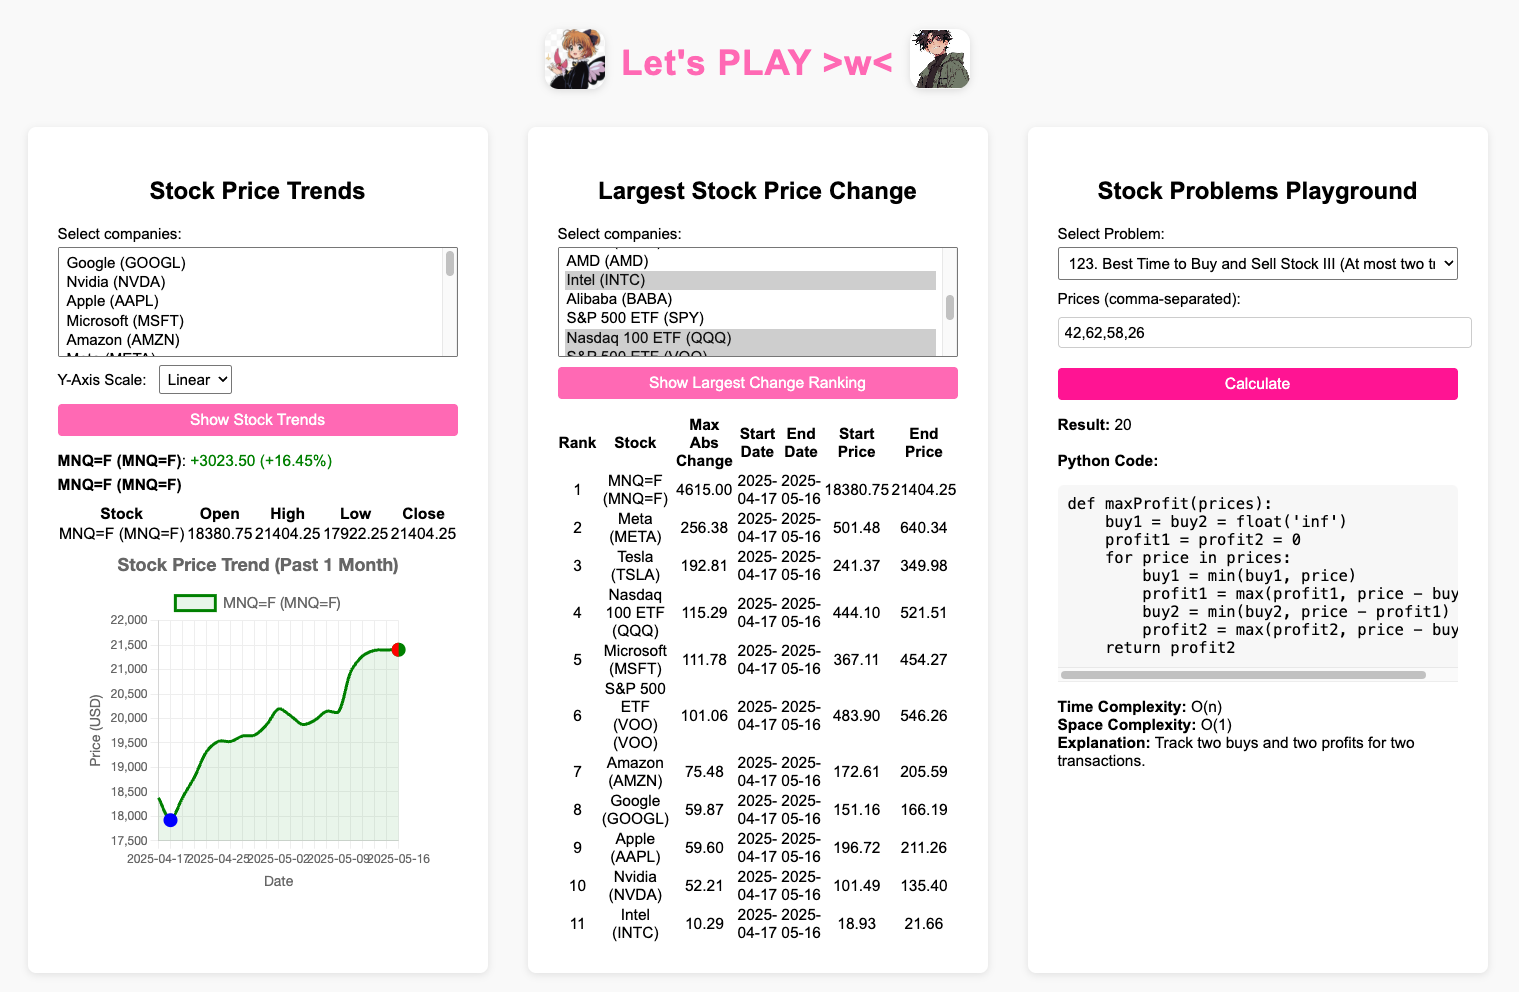 Let's PLAY >w<
Stock Price Trends
Select companies:
Google (GOOGL)
Nvidia (NVDA)
Apple (AAPL)
Microsoft (MSFT)
Amazon (AMZN)
Meta (META)
Y-Axis Scale: Linear
Show Stock Trends
MNQ=F (MNQ=F): +3023.50 (+16.45%)
MNQ=F (MNQ=F)
Stock Open High Low Close
MNQ=F (MNQ=F) 18380.75 21404.25 17922.25 21404.25
Stock Price Trend (Past 1 Month)
MNQ=F (MNQ=F)
22,000
21,500
21,000
20,500
20,000
19,500
19,000
18,500
18,000
17,500
Price (USD)
2025-04-17 2025-04-25 2025-05-02 2025-05-09 2025-05-16
Date
Largest Stock Price Change
Select companies:
AMD (AMD)
Intel (INTC)
Alibaba (BABA)
S&P 500 ETF (SPY)
Nasdaq 100 ETF (QQQ)
S&P 500 ETF (VOO)
Show Largest Change Ranking
Rank Stock Max Abs Change Start Date End Date Start Price End Price
1 MNQ=F (MNQ=F) 4615.00 2025-04-17 2025-05-16 18380.75 21404.25
2 Meta (META) 256.38 2025-04-17 2025-05-16 501.48 640.34
3 Tesla (TSLA) 192.81 2025-04-17 2025-05-16 241.37 349.98
4 Nasdaq 100 ETF (QQQ) 115.29 2025-04-17 2025-05-16 444.10 521.51
5 Microsoft (MSFT) 111.78 2025-04-17 2025-05-16 367.11 454.27
6 S&P 500 ETF (VOO) (VOO) 101.06 2025-04-17 2025-05-16 483.90 546.26
7 Amazon (AMZN) 75.48 2025-04-17 2025-05-16 172.61 205.59
8 Google (GOOGL) 59.87 2025-04-17 2025-05-16 151.16 166.19
9 Apple (AAPL) 59.60 2025-04-17 2025-05-16 196.72 211.26
10 Nvidia (NVDA) 52.21 2025-04-17 2025-05-16 101.49 135.40
11 Intel (INTC) 10.29 2025-04-17 2025-05-16 18.93 21.66
Stock Problems Playground
Select Problem:
123. Best Time to Buy and Sell Stock III (At most two tr
Prices (comma-separated):
42,62,58,26
Calculate
Result: 20
Python Code:
def maxProfit(prices):
    buy1 = buy2 = float('inf')
    profit1 = profit2 = 0
    for price in prices:
        buy1 = min(buy1, price)
        profit1 = max(profit1, price - buy
        buy2 = min(buy2, price - profit1)
        profit2 = max(profit2, price - buy
    return profit2
Time Complexity: O(n)
Space Complexity: O(1)
Explanation: Track two buys and two profits for two
transactions.